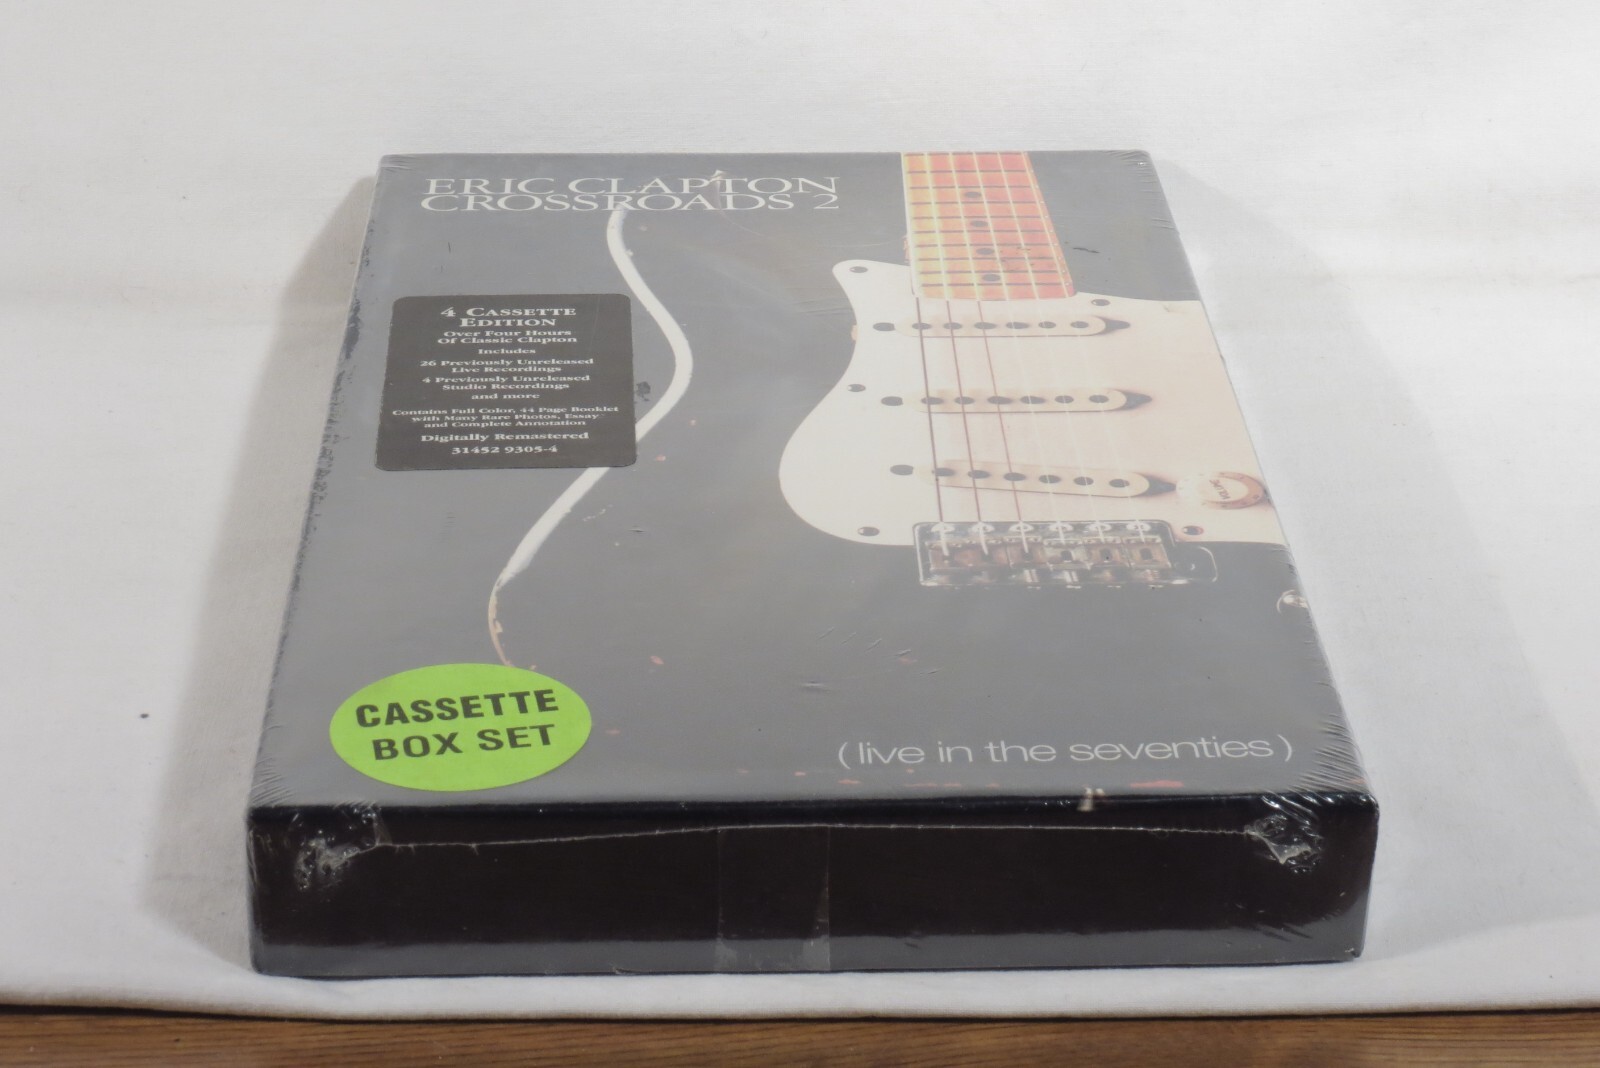 ERIC CLAPTON
CROSSROADS 2
4 CASSETTE
EDITION
Over Four Hours
Of Classic Clapton
Includes
26 Previously Unreleased
Live Recordings
4 Previously Unreleased
Studio Recordings
and more
Contains Full Color, 44 Page Booklet
with Many Rare Photos, Essay
and Complete Annotation
Digitally Remastered
31452 9305-4
VOLUME
CASSETTE
BOX SET
(live in the seventies)